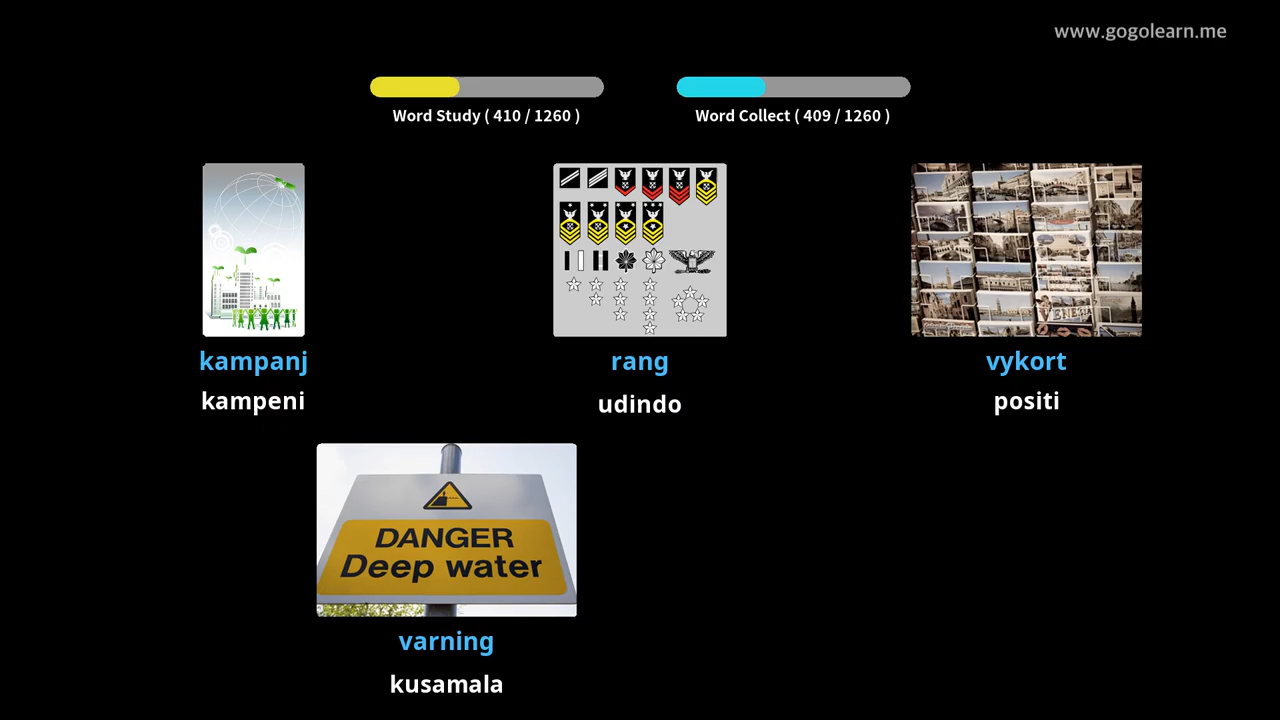 www.gogolearn.me
Word Study ( 410 / 1260 )
Word Collect ( 409 / 1260 )
kampanj
kampeni
rang
udindo
VENEZIA
vykort
positi
DANGER
Deep water
varning
kusamala